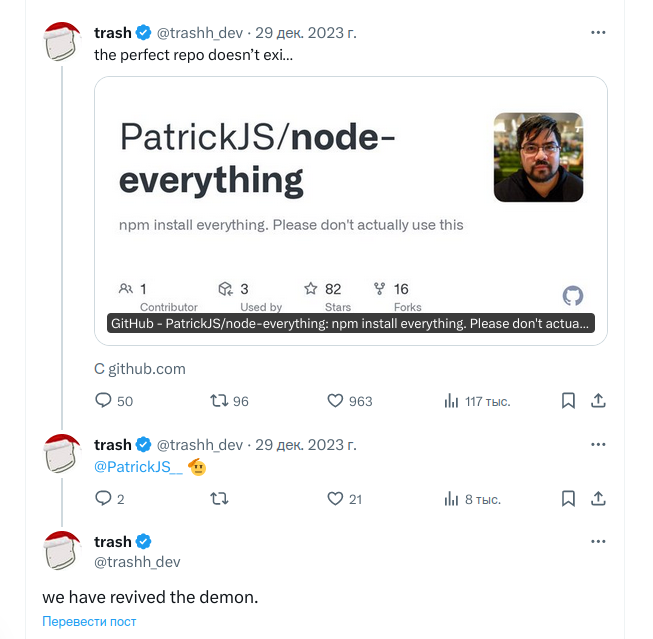 trash @trashh_dev · 29 дек. 2023 г.
the perfect repo doesn’t exi...
PatrickJS/node-
everything
npm install everything. Please don't actually use this
1 3 82 16
Contributor Used by Stars Forks
GitHub - PatrickJS/node-everything: npm install everything. Please don't actua...
С github.com
50 96 963 117 тыс.
trash @trashh_dev · 29 дек. 2023 г.
@PatrickJS__
2 21 8 тыс.
trash
@trashh_dev
we have revived the demon.
Перевести пост